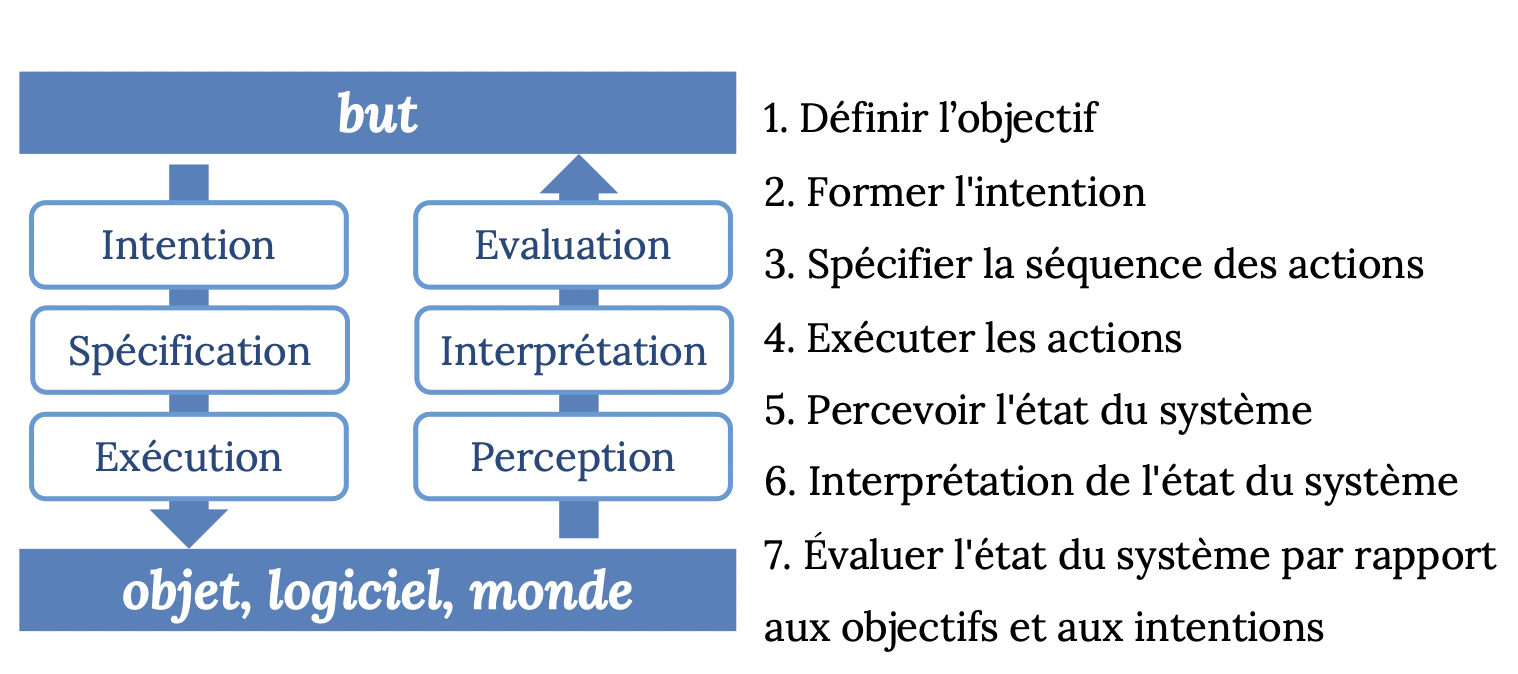 but
Intention
Evaluation
Spécification
Interprétation
Exécution
Perception
objet, logiciel, monde
1. Définir l’objectif
2. Former l'intention
3. Spécifier la séquence des actions
4. Exécuter les actions
5. Percevoir l'état du système
6. Interprétation de l'état du système
7. Évaluer l'état du système par rapport
aux objectifs et aux intentions